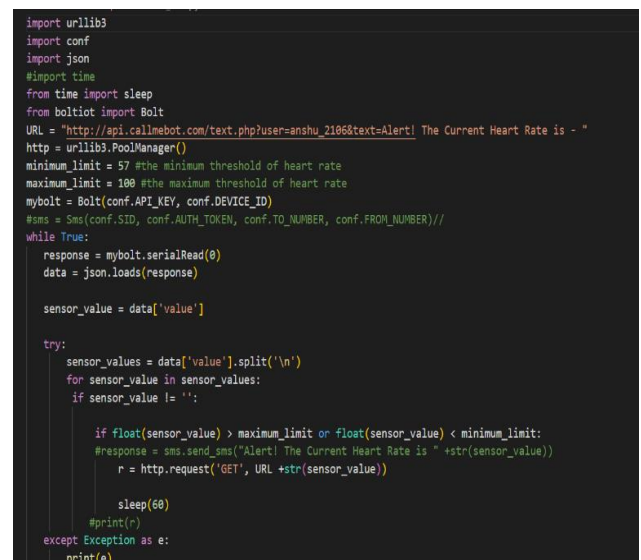 import urllib3
import conf
import json
#import time
from time import sleep
from boltiot import Bolt
URL = "http://api.callmebot.com/text.php?user=anshu_2106&text=Alert! The Current Heart Rate is - "
http = urllib3.PoolManager()
minimum_limit = 57 #the minimum threshold of heart rate
maximum_limit = 100 #the maximum threshold of heart rate
mybolt = Bolt(conf.API_KEY, conf.DEVICE_ID)
#sms = Sms(conf.SID, conf.AUTH_TOKEN, conf.TO_NUMBER, conf.FROM_NUMBER)//
while True:
response = mybolt.serialRead(0)
data = json.loads(response)
sensor_value = data['value']
try:
sensor_values = data['value'].split('\n')
for sensor_value in sensor_values:
if sensor_value != '':
if float(sensor_value) > maximum_limit or float(sensor_value) < minimum_limit:
#response = sms.send_sms("Alert! The Current Heart Rate is " +str(sensor_value))
r = http.request('GET', URL +str(sensor_value))
sleep(60)
#print(r)
except Exception as e:
print(e)